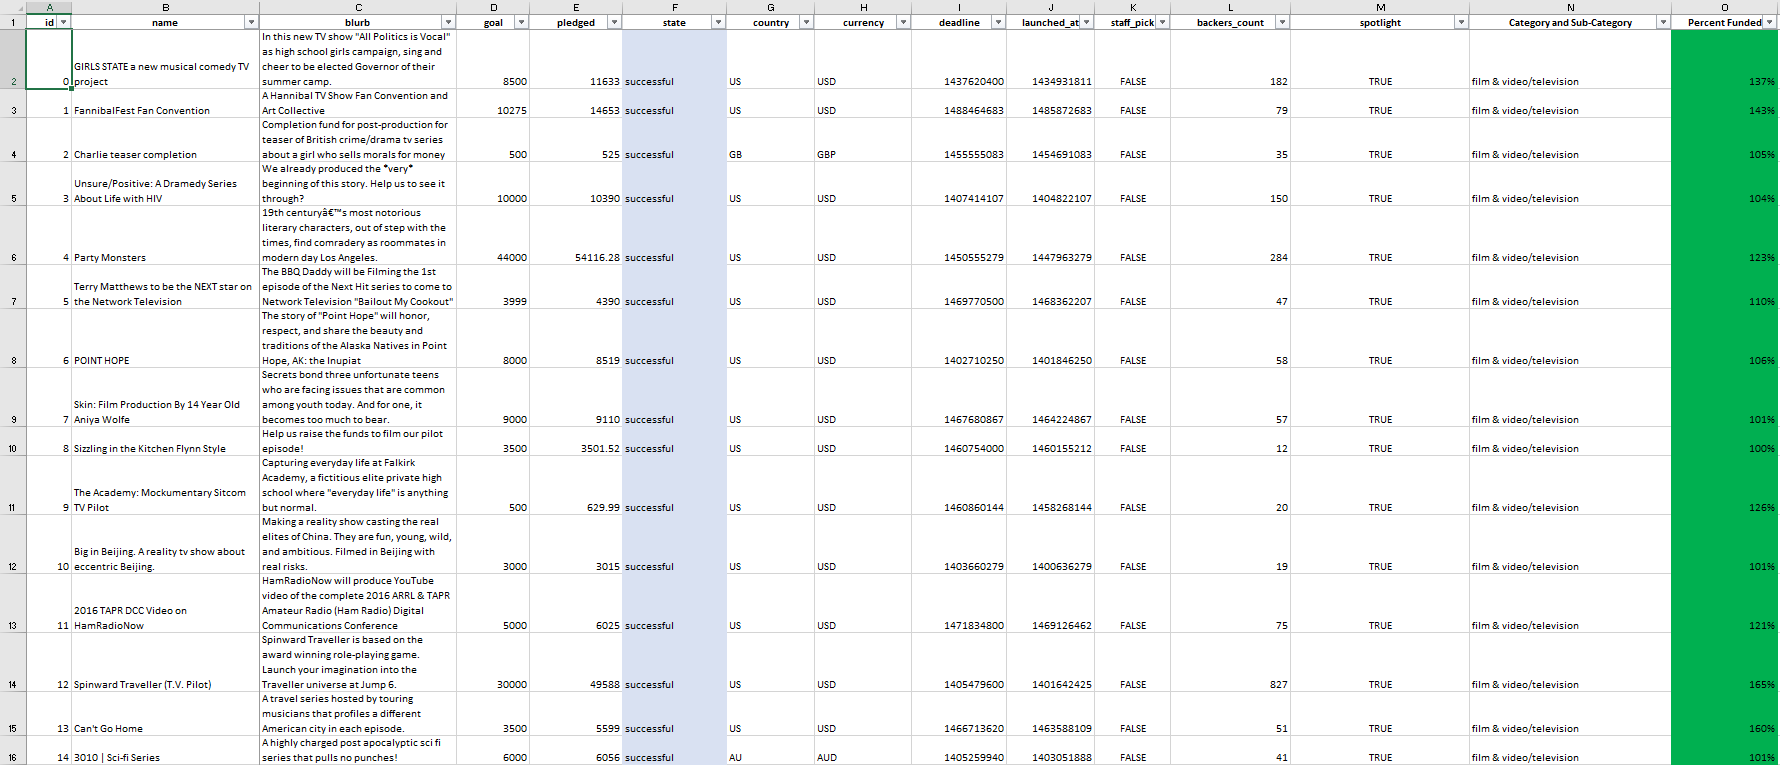 A B C D E F G H I J K L M N O
1 id name blurb goal pledged state country currency deadline launched_at staff_pick backers_count spotlight Category and Sub-Category Percent Funded
In this new TV show "All Politics is Vocal"
as high school girls campaign, sing and
GIRLS STATE a new musical comedy TV cheer to be elected Governor of their
2 0 project summer camp. 8500 11633 successful US USD 1437620400 1434931811 FALSE 182 TRUE film & video/television 137%
A Hannibal TV Show Fan Convention and
3 1 FannibalFest Fan Convention Art Collective 10275 14653 successful US USD 1488464683 1485872683 FALSE 79 TRUE film & video/television 143%
Completion fund for post-production for
teaser of British crime/drama tv series
4 2 Charlie teaser completion about a girl who sells morals for money 500 525 successful GB GBP 1455555083 1454691083 FALSE 35 TRUE film & video/television 105%
We already produced the *very*
Unsure/Positive: A Dramedy Series beginning of this story. Help us to see it
5 3 About Life with HIV through? 10000 10390 successful US USD 1407414107 1404822107 FALSE 150 TRUE film & video/television 104%
19th centuryâ€™s most notorious
literary characters, out of step with the
times, find comradery as roommates in
6 4 Party Monsters modern day Los Angeles. 44000 54116.28 successful US USD 1450555279 1447963279 FALSE 284 TRUE film & video/television 123%
The BBQ Daddy will be Filming the 1st
Terry Matthews to be the NEXT star on episode of the Next Hit series to come to
7 5 the Network Television Network Television "Bailout My Cookout" 3999 4390 successful US USD 1469770500 1468362207 FALSE 47 TRUE film & video/television 110%
The story of "Point Hope" will honor,
respect, and share the beauty and
traditions of the Alaska Natives in Point
8 6 POINT HOPE Hope, AK: the Inupiat 8000 8519 successful US USD 1402710250 1401846250 FALSE 58 TRUE film & video/television 106%
Secrets bond three unfortunate teens
who are facing issues that are common
Skin: Film Production By 14 Year Old among youth today. And for one, it
9 7 Aniya Wolfe becomes too much to bear. 9000 9110 successful US USD 1467680867 1464224867 FALSE 57 TRUE film & video/television 101%
Help us raise the funds to film our pilot
10 8 Sizzling in the Kitchen Flynn Style episode! 3500 3501.52 successful US USD 1460754000 1460155212 FALSE 12 TRUE film & video/television 100%
Capturing everyday life at Falkirk
Academy, a fictitious elite private high
The Academy: Mockumentary Sitcom school where "everyday life" is anything
11 9 TV Pilot but normal. 500 629.99 successful US USD 1460860144 1458268144 FALSE 20 TRUE film & video/television 126%
Making a reality show casting the real
elites of China. They are fun, young, wild,
Big in Beijing. A reality tv show about and ambitious. Filmed in Beijing with
12 10 eccentric Beijing. real risks. 3000 3015 successful US USD 1403660279 1400636279 FALSE 19 TRUE film & video/television 101%
HamRadioNow will produce YouTube
video of the complete 2016 ARRL & TAPR
2016 TAPR DCC Video on Amateur Radio (Ham Radio) Digital
13 11 HamRadioNow Communications Conference 5000 6025 successful US USD 1471834800 1469126462 FALSE 75 TRUE film & video/television 121%
Spinward Traveller is based on the
award winning role-playing game.
Launch your imagination into the
14 12 Spinward Traveller (T.V. Pilot) Traveller universe at Jump 6. 30000 49588 successful US USD 1405479600 1401642425 FALSE 827 TRUE film & video/television 165%
A travel series hosted by touring
musicians that profiles a different
15 13 Can't Go Home American city in each episode. 3500 5599 successful US USD 1466713620 1463588109 FALSE 51 TRUE film & video/television 160%
A highly charged post apocalyptic sci fi
16 14 3010 | Sci-fi Series series that pulls no punches! 6000 6056 successful AU AUD 1405259940 1403051888 FALSE 41 TRUE film & video/television 101%